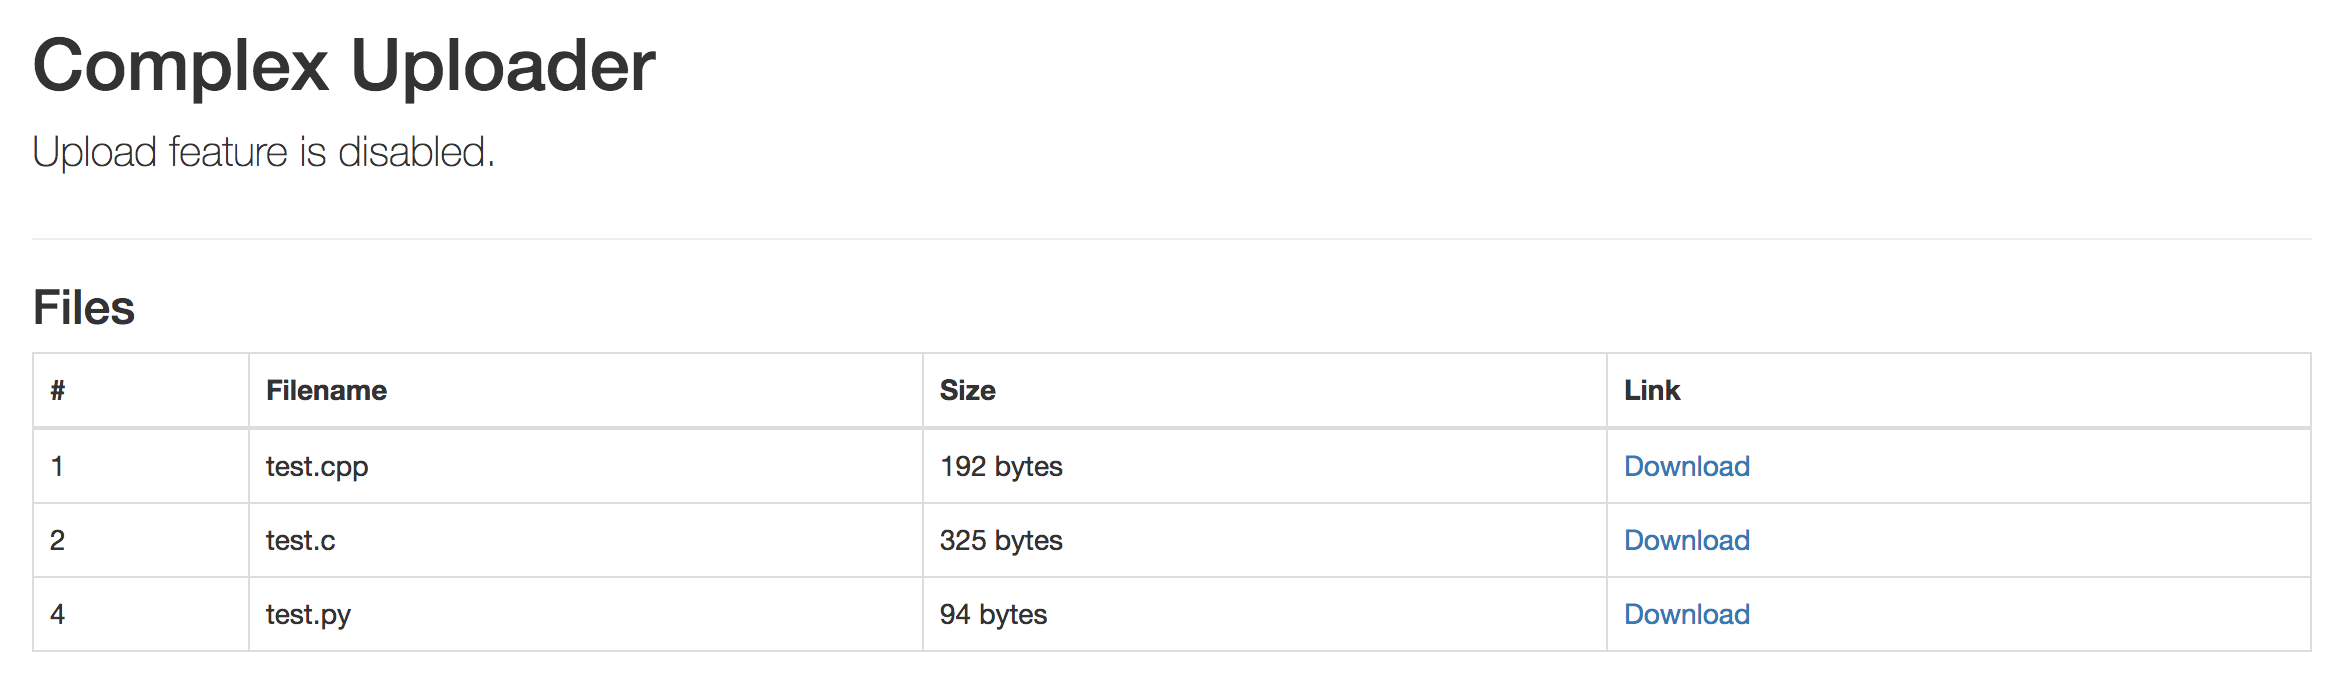 Complex Uploader
Upload feature is disabled.
Files
# Filename Size Link
1 test.cpp 192 bytes Download
2 test.c 325 bytes Download
4 test.py 94 bytes Download